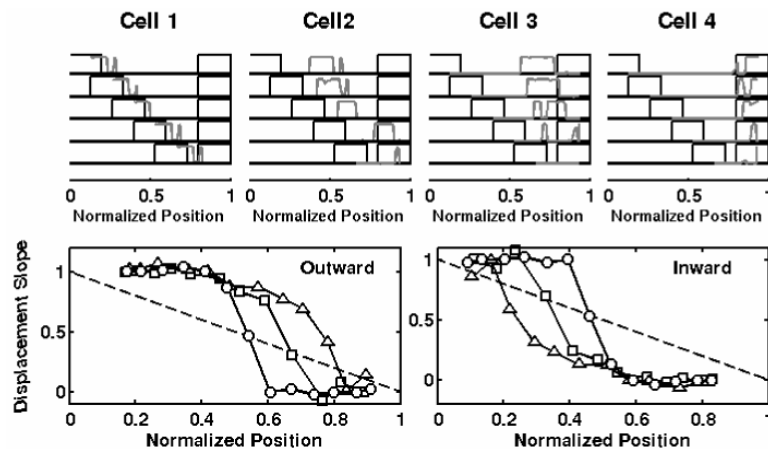 Cell 1 Cell2 Cell 3 Cell 4
0 0.5 1 0 0.5 1 0 0.5 1 0 0.5 1
Normalized Position Normalized Position Normalized Position Normalized Position
Displacement Slope
1
0.5
0
Outward
0 0.2 0.4 0.6 0.8 1
Normalized Position
1
0.5
0
Inward
0 0.2 0.4 0.6 0.8 1
Normalized Position